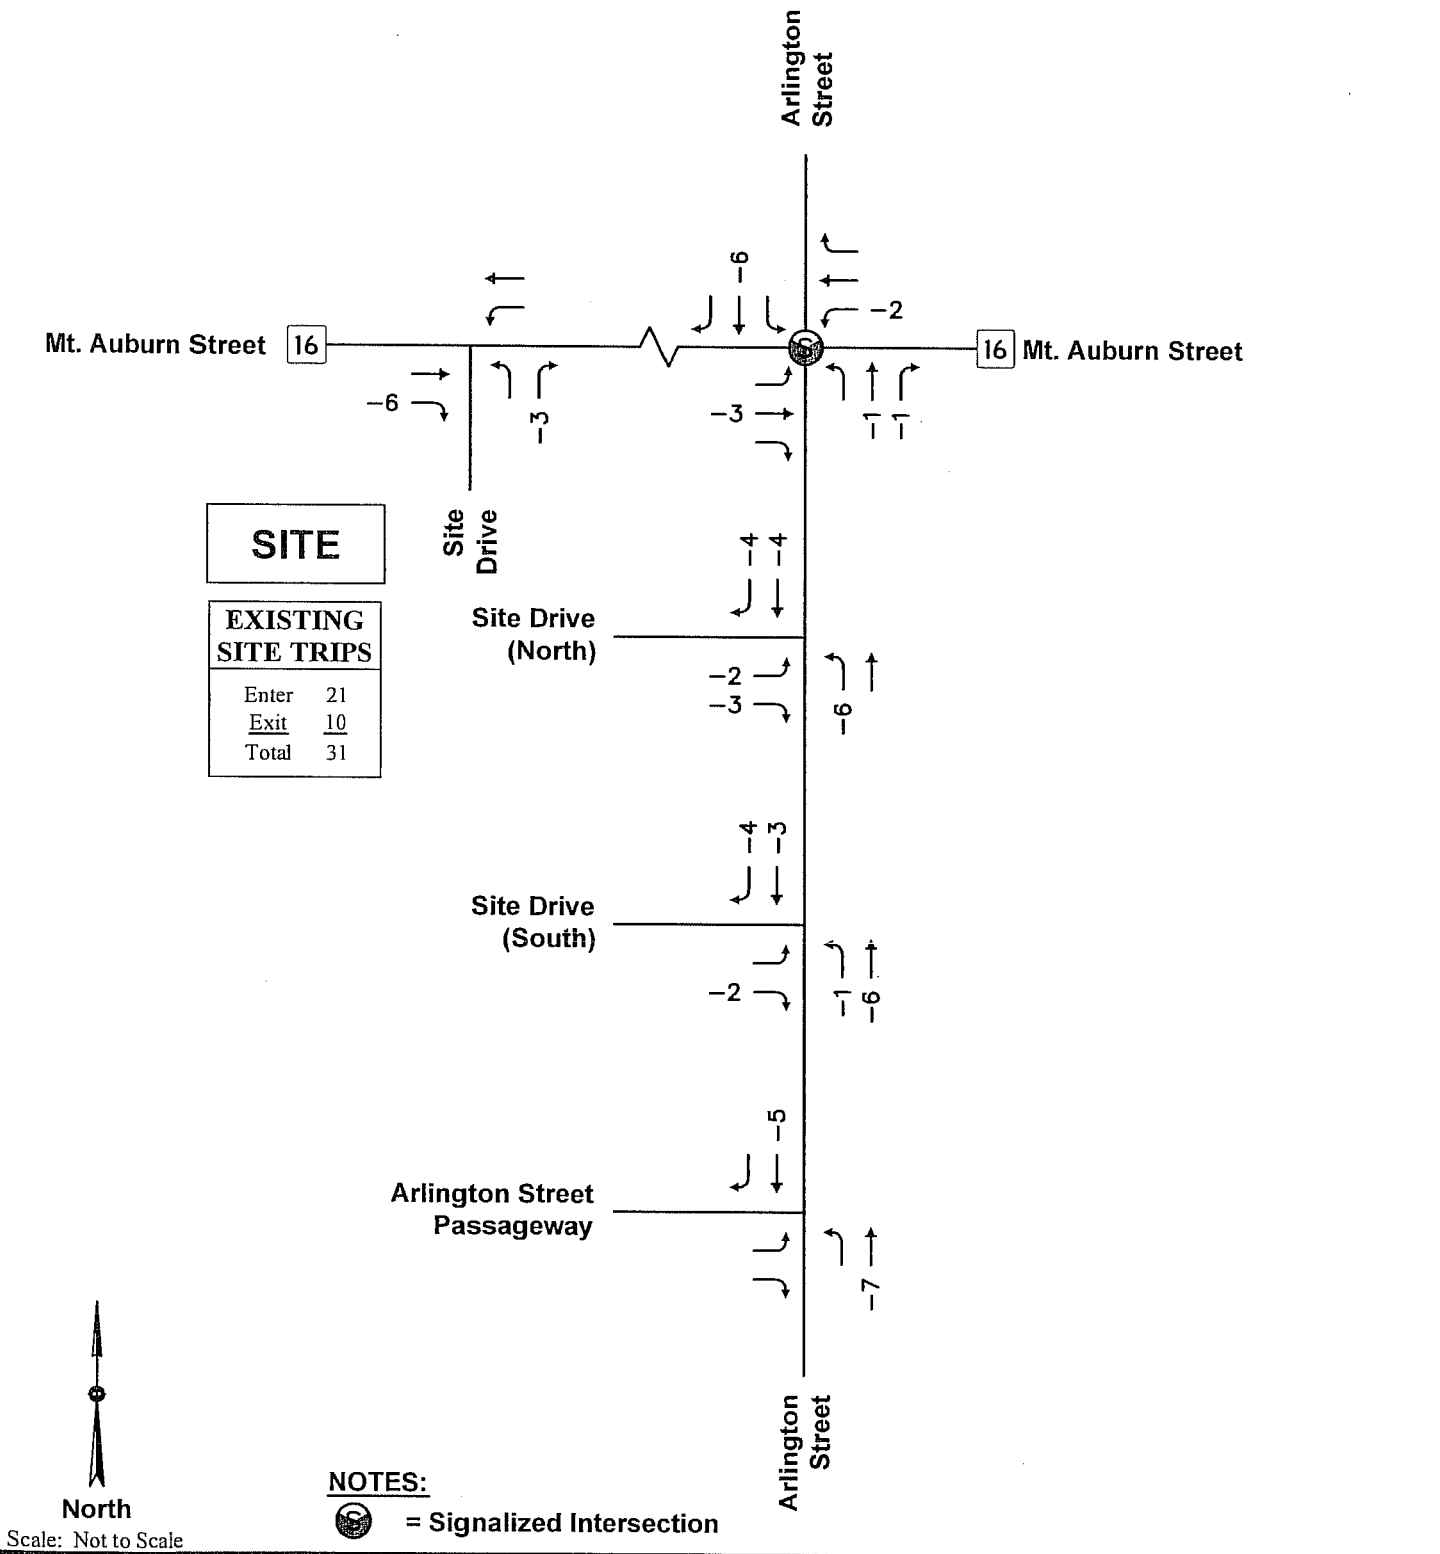 Arlington
Street
-6
-2
Mt. Auburn Street
16
S
16
Mt. Auburn Street
-6
-3
-3
-1
-1
Site
Drive
SITE
-4
-4
Site Drive
(North)
-2
-3
-6
EXISTING
SITE TRIPS
Enter 21
Exit 10
Total 31
-4
-3
Site Drive
(South)
-2
-1
-6
-5
Arlington Street
Passageway
-7
Arlington
Street
North
Scale: Not to Scale
NOTES:
S = Signalized Intersection